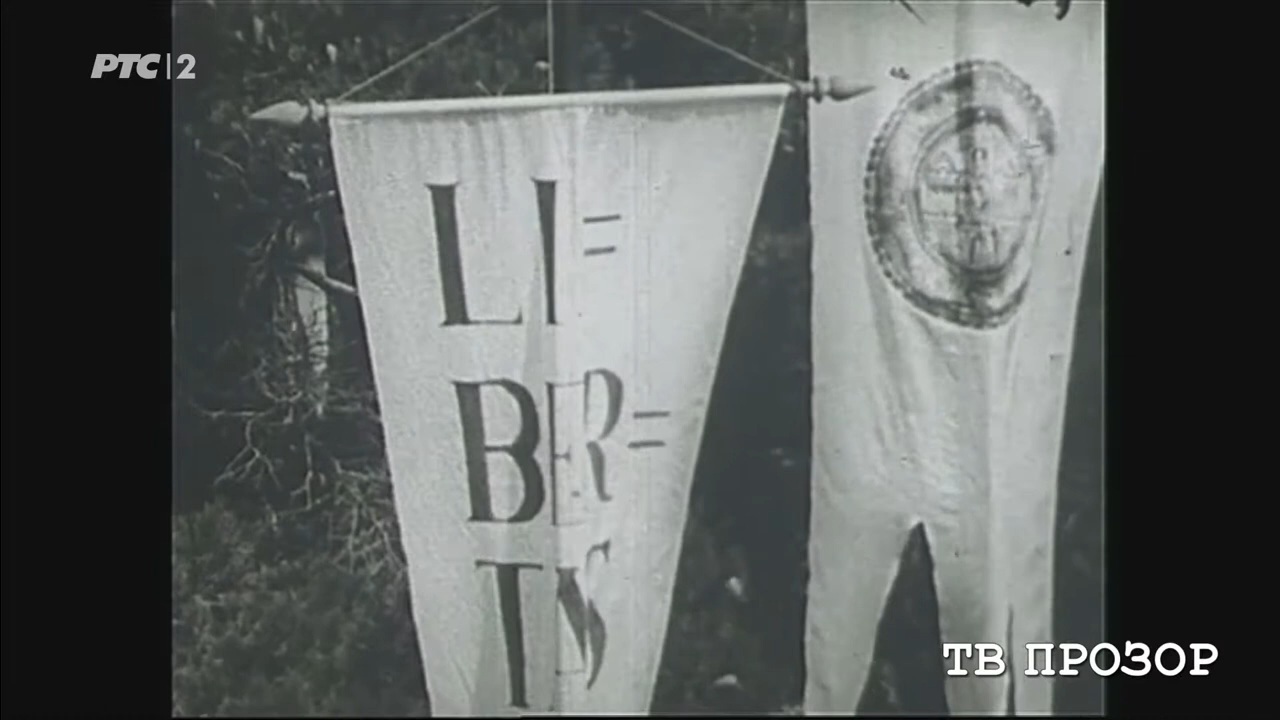 РТС|2
LI=
BER=
TAS
ТВ ПРОЗОР